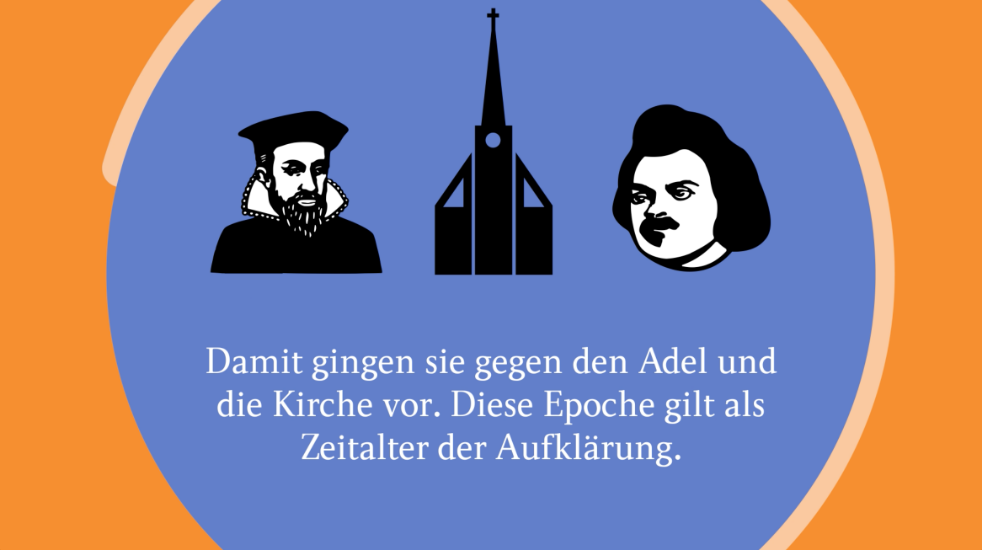 Damit gingen sie gegen den Adel und
die Kirche vor. Diese Epoche gilt als
Zeitalter der Aufklärung.